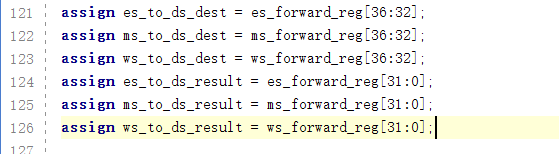 121 assign es_to_ds_dest = es_forward_reg[36:32];
122 assign ms_to_ds_dest = ms_forward_reg[36:32];
123 assign ws_to_ds_dest = ws_forward_reg[36:32];
124 assign es_to_ds_result = es_forward_reg[31:0];
125 assign ms_to_ds_result = ms_forward_reg[31:0];
126 assign ws_to_ds_result = ws_forward_reg[31:0];
127